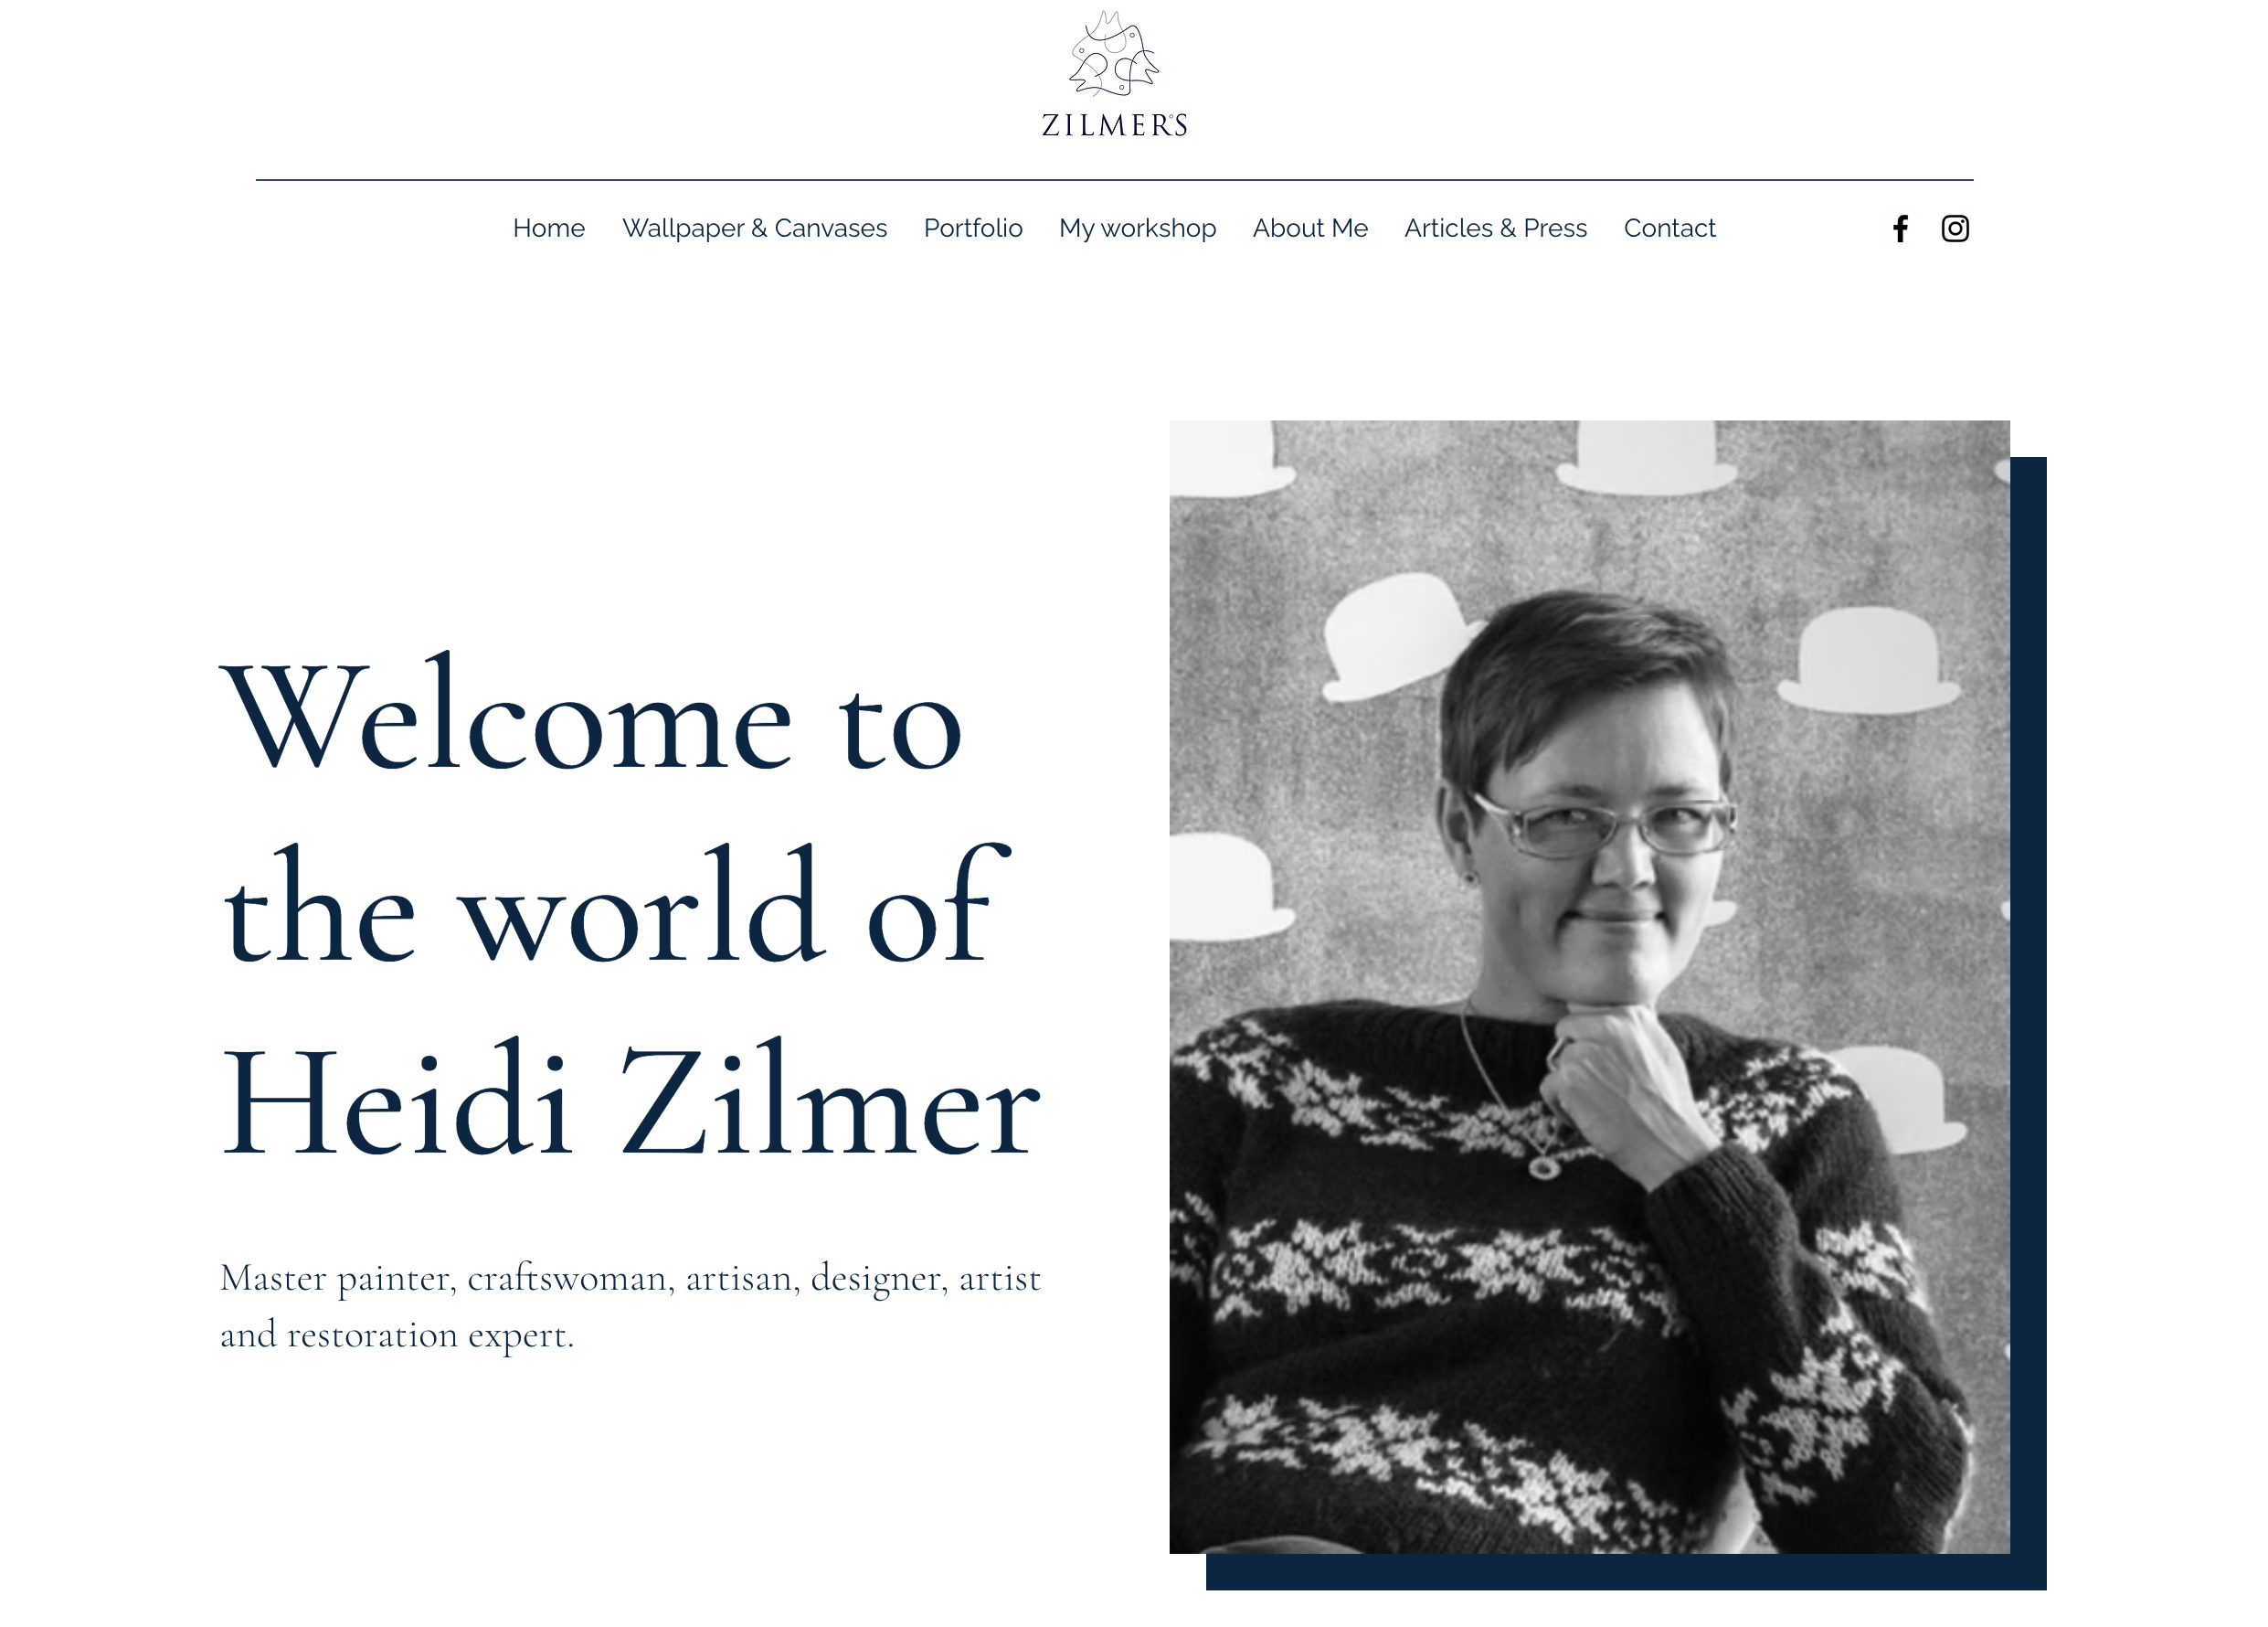 ZILMER'S
Home Wallpaper & Canvases Portfolio My workshop About Me Articles & Press Contact
Welcome to
the world of
Heidi Zilmer
Master painter, craftswoman, artisan, designer, artist
and restoration expert.